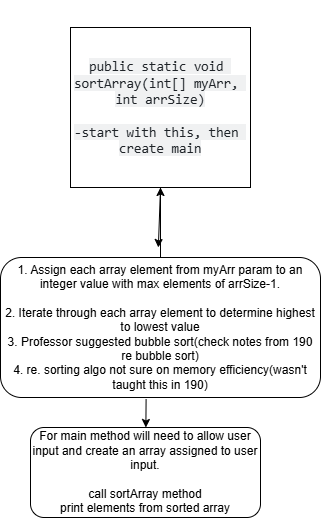 public static void
sortArray(int[] myArr,
int arrSize)
-start with this, then
create main
1. Assign each array element from myArr param to an
integer value with max elements of arrSize-1.
2. Iterate through each array element to determine highest
to lowest value
3. Professor suggested bubble sort(check notes from 190
re bubble sort)
4. re. sorting algo not sure on memory efficiency(wasn't
taught this in 190)
For main method will need to allow user
input and create an array assigned to user
input.
call sortArray method
print elements from sorted array